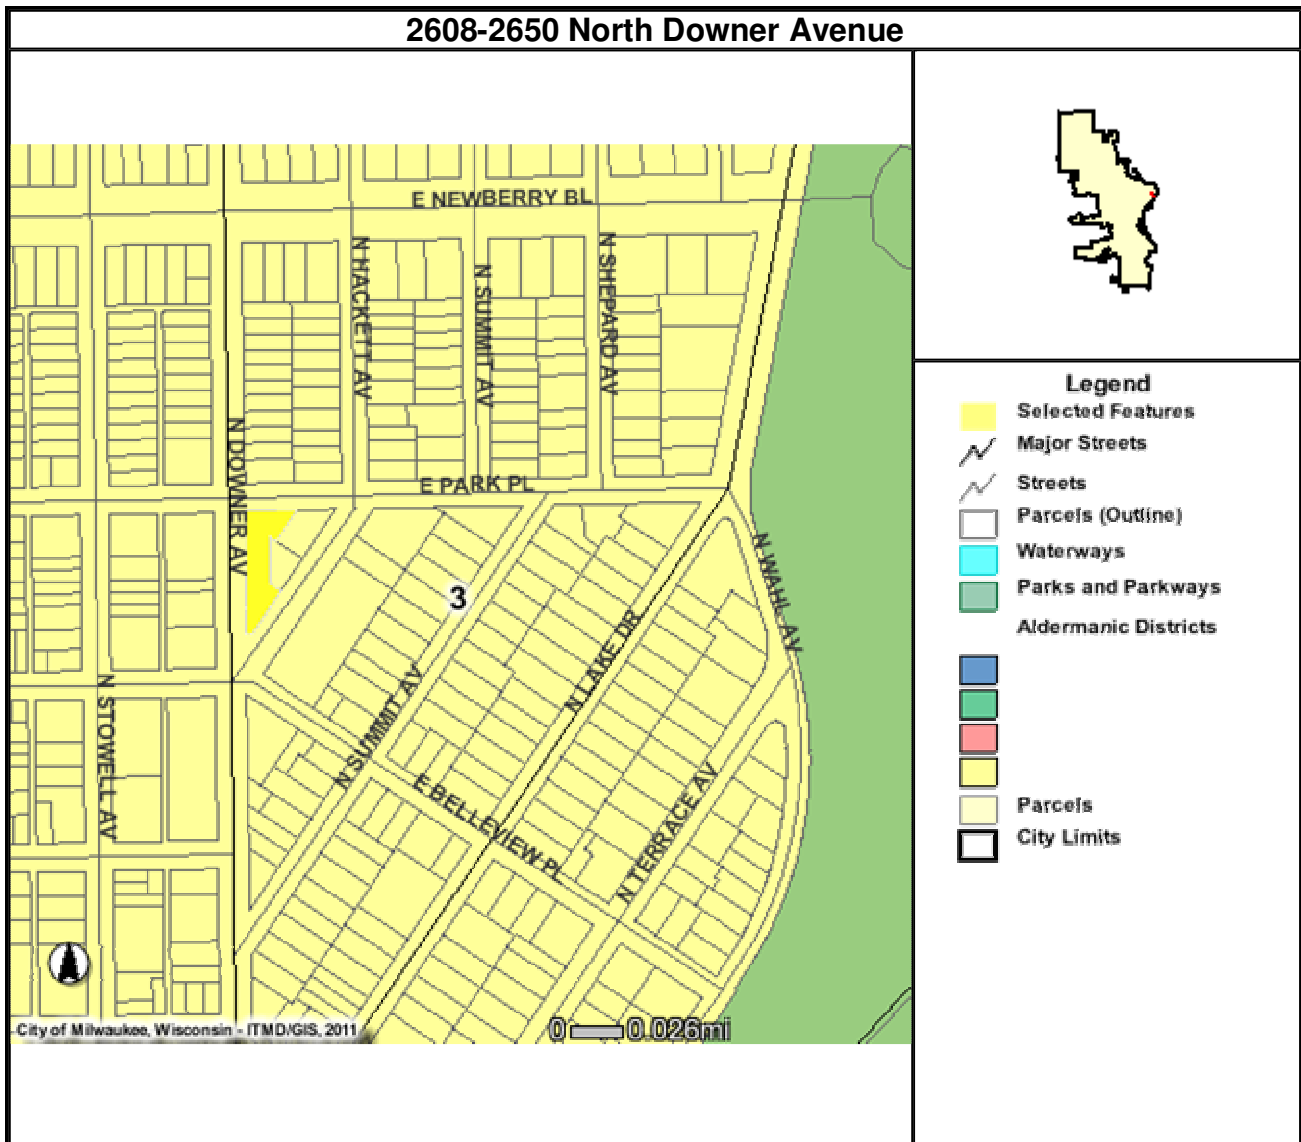 2608-2650 North Downer Avenue
E NEWBERRY BL
N HACKETT AV
N SUMMIT AV
N SHEPARD AV
N DOWNER AV
E PARK PL
N WAHL AV
3
N LAKE DR
N STOWELL AV
N SUMMIT AV
E BELLEVIEW PL
N TERRACE AV
City of Milwaukee, Wisconsin - ITMD/GIS, 2011
0 0.026mi
Legend
Selected Features
Major Streets
Streets
Parcels (Outline)
Waterways
Parks and Parkways
Aldermanic Districts
Parcels
City Limits